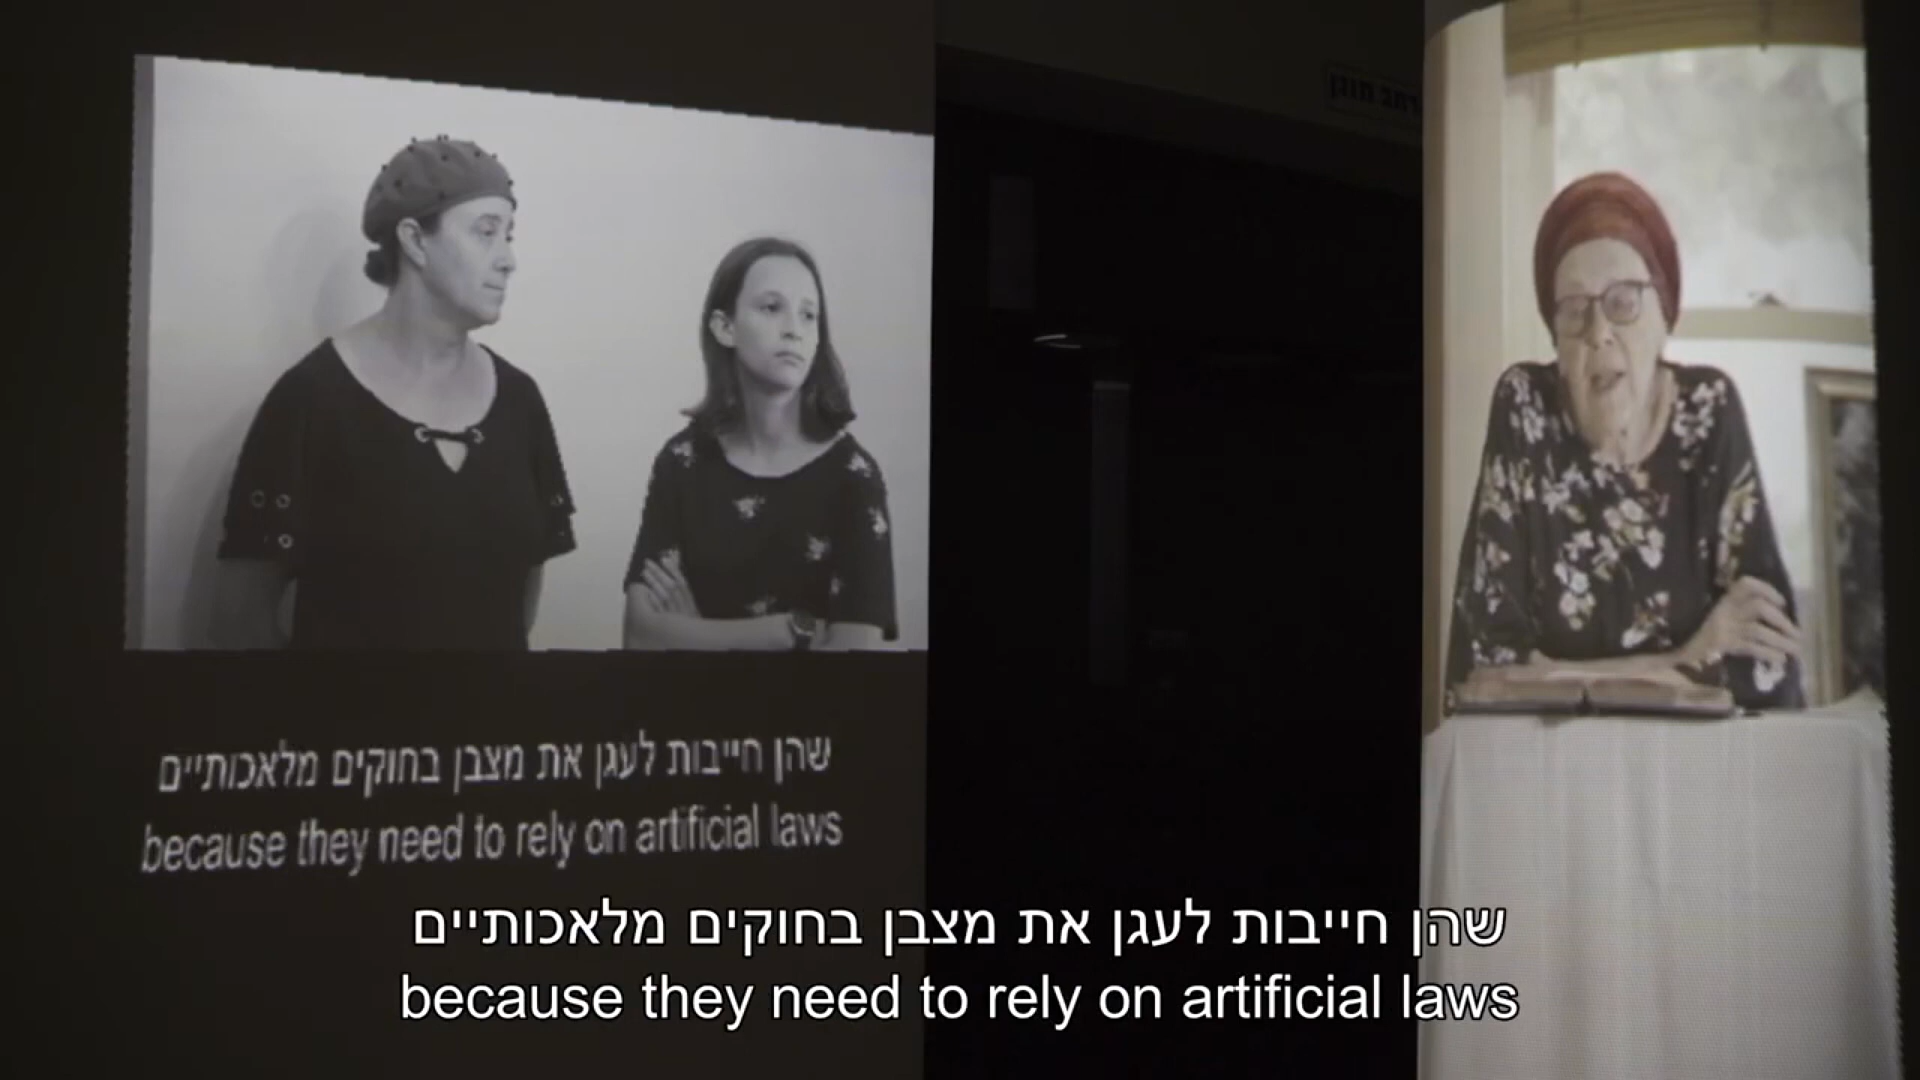 שהן חייבות לעגן את מצבן בחוקים מלאכותיים
because they need to rely on artificial laws
שהן חייבות לעגן את מצבן בחוקים מלאכותיים
because they need to rely on artificial laws